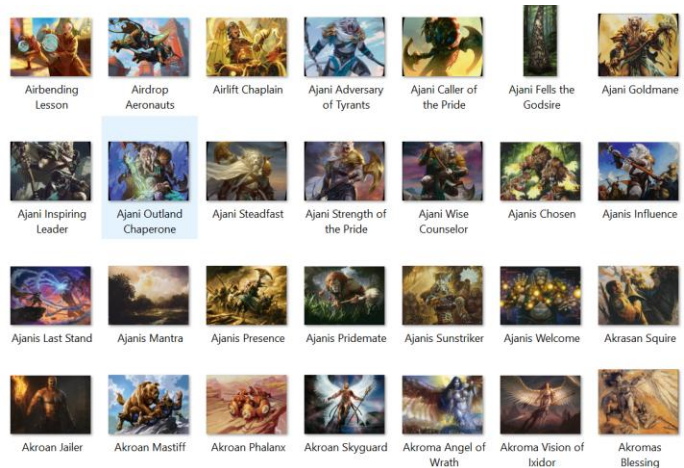 Airbending
Lesson
Airdrop
Aeronauts
Airlift Chaplain
Ajani Adversary
of Tyrants
Ajani Caller of
the Pride
Ajani Fells the
Godsire
Ajani Goldmane
Ajani Inspiring
Leader
Ajani Outland
Chaperone
Ajani Steadfast
Ajani Strength of
the Pride
Ajani Wise
Counselor
Ajanis Chosen
Ajanis Influence
Ajanis Last Stand
Ajanis Mantra
Ajanis Presence
Ajanis Pridemate
Ajanis Sunstriker
Ajanis Welcome
Akrasan Squire
Akroan Jailer
Akroan Mastiff
Akroan Phalanx
Akroan Skyguard
Akroma Angel of
Wrath
Akroma Vision of
Ixidor
Akromas
Blessing